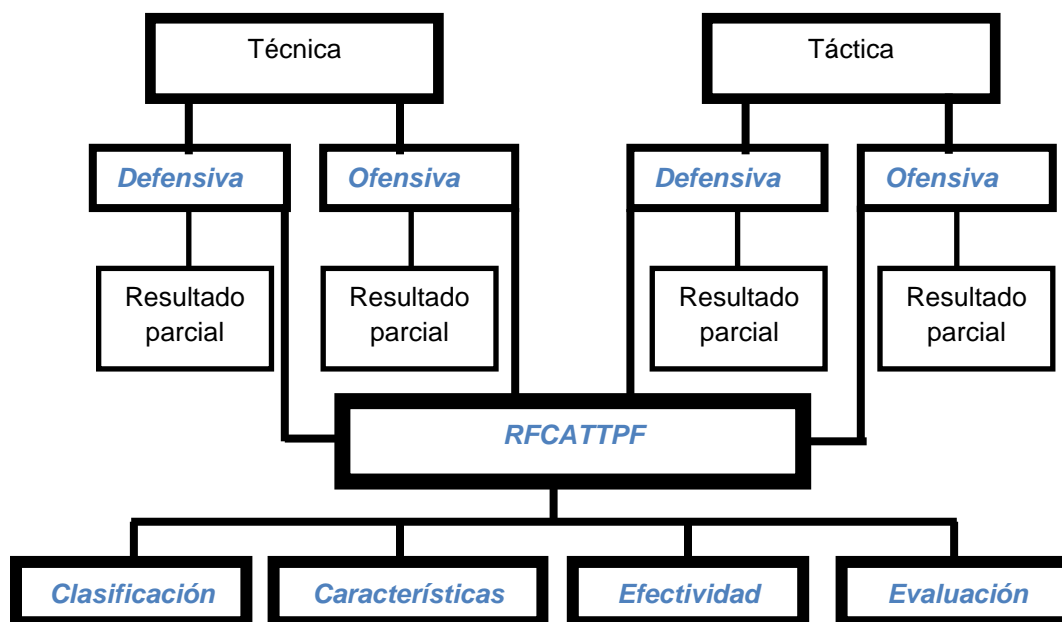 Técnica
Táctica
Defensiva
Ofensiva
Defensiva
Ofensiva
Resultado
parcial
Resultado
parcial
Resultado
parcial
Resultado
parcial
RFCATTPF
Clasificación
Características
Efectividad
Evaluación